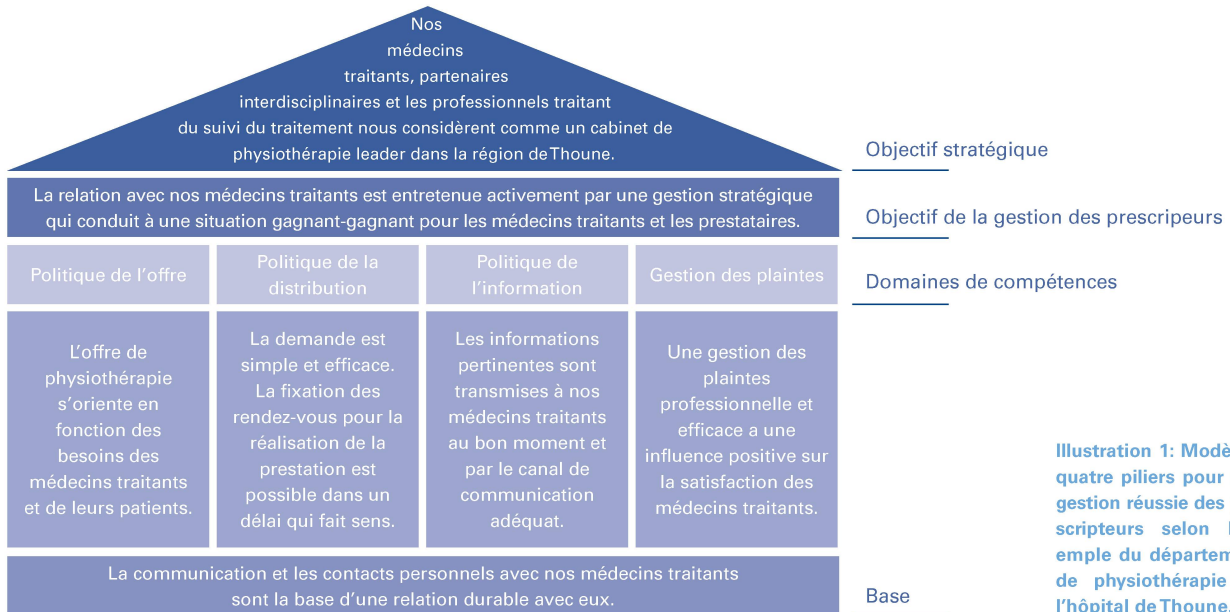 Nos
médecins
traitants, partenaires
interdisciplinaires et les professionnels traitant
du suivi du traitement nous considèrent comme un cabinet de
physiothérapie leader dans la région de Thoune.
Objectif stratégique
La relation avec nos médecins traitants est entretenue activement par une gestion stratégique
qui conduit à une situation gagnant-gagnant pour les médecins traitants et les prestataires.
Objectif de la gestion des prescripeurs
Politique de l’offre
Politique de la
distribution
Politique de
l’information
Gestion des plaintes
Domaines de compétences
L’offre de
physiothérapie
s’oriente en
fonction des
besoins des
médecins traitants
et de leurs patients.
La demande est
simple et efficace.
La fixation des
rendez-vous pour la
réalisation de la
prestation est
possible dans un
délai qui fait sens.
Les informations
pertinentes sont
transmises à nos
médecins traitants
au bon moment et
par le canal de
communication
adéquat.
Une gestion des
plaintes
professionnelle et
efficace a une
influence positive sur
la satisfaction des
médecins traitants.
La communication et les contacts personnels avec nos médecins traitants
sont la base d’une relation durable avec eux.
Base
Illustration 1: Modè
quatre piliers pour
gestion réussie des
scripteurs selon
emple du départem
de physiothérapie
l’hôpital de Thoune